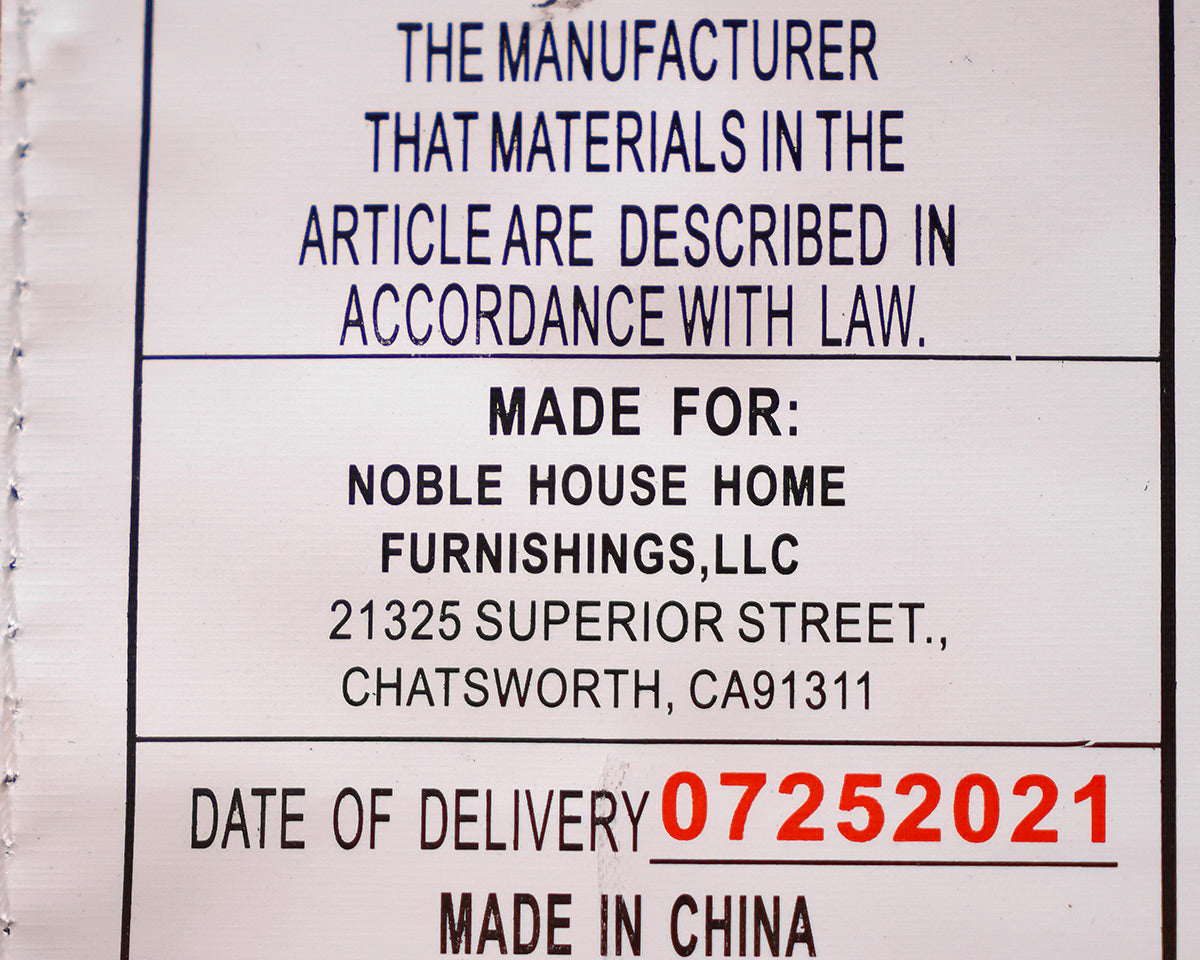 THE MANUFACTURER
THAT MATERIALS IN THE
ARTICLE ARE DESCRIBED IN
ACCORDANCE WITH LAW.
MADE FOR:
NOBLE HOUSE HOME
FURNISHINGS,LLC
21325 SUPERIOR STREET.,
CHATSWORTH, CA91311
DATE OF DELIVERY 07252021
MADE IN CHINA